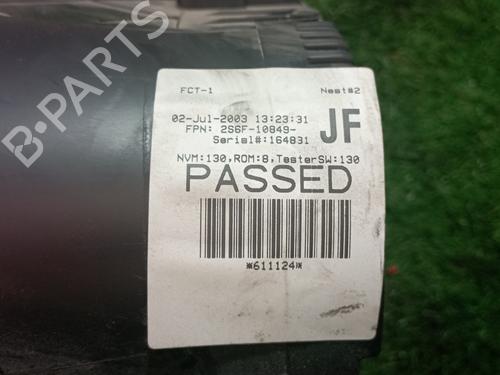 B-PARTS
FCT-1 Nest#2
02-Jul-2003 13:23:31
FPN: 2S6F-10849- JF
Serial#:164831
NVM:130,ROM:8,TesterSW:130
PASSED
*611124*